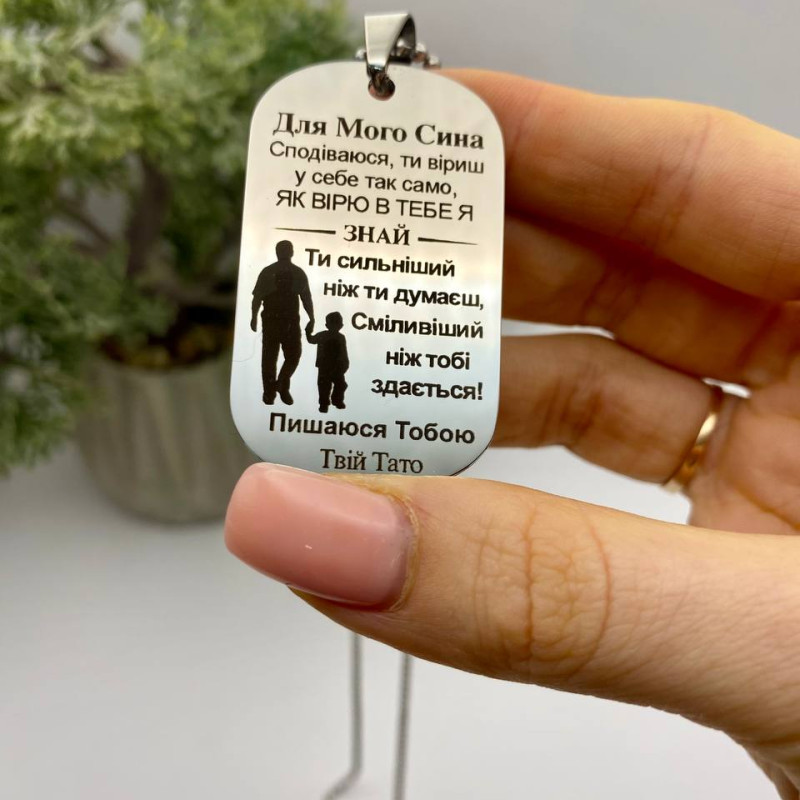 Для Мого Сина
Сподіваюся, ти віриш
у себе так само,
ЯК ВІРЮ В ТЕБЕ Я
ЗНАЙ
Ти сильніший
ніж ти думаєш,
Сміливіший
ніж тобі
здається!
Пишаюся Тобою
Твій Тато